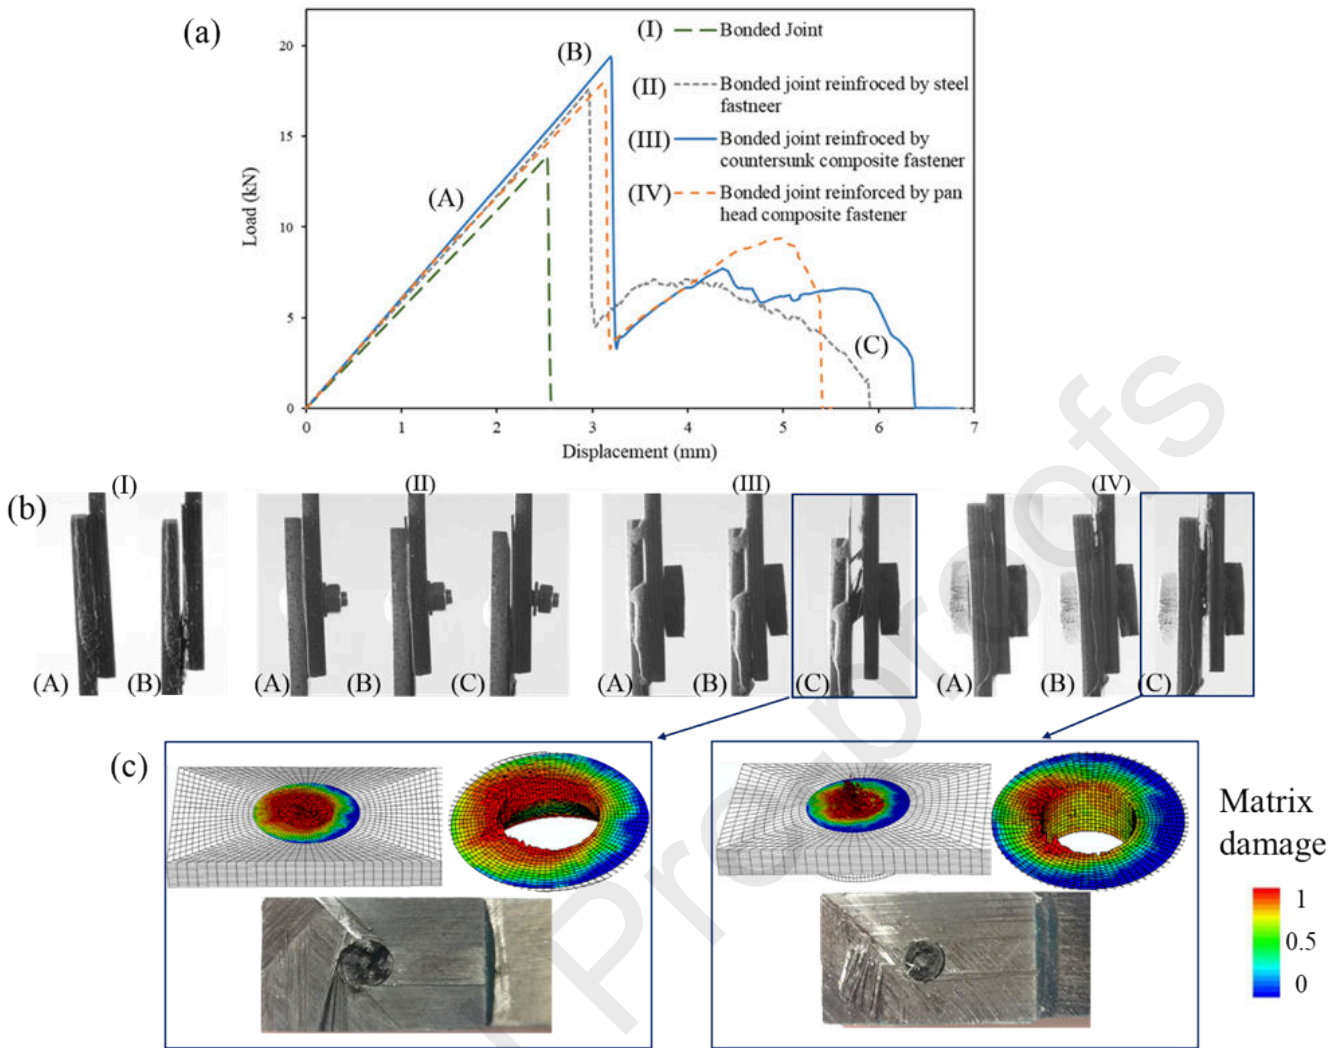 (a)
Load (kN)
20
15
10
5
0
0 1 2 3 4 5 6 7
Displacement (mm)
(A)
(B)
(C)
(I) Bonded Joint
(II) Bonded joint reinfroced by steel
fastneer
(III) Bonded joint reinfroced by
countersunk composite fastener
(IV) Bonded joint reinforced by pan
head composite fastener
(b)
(I) (II) (III) (IV)
(A) (B) (A) (B) (C) (A) (B) (C) (A) (B) (C)
(c)
Matrix
damage
1
0.5
0
Pre-proofs